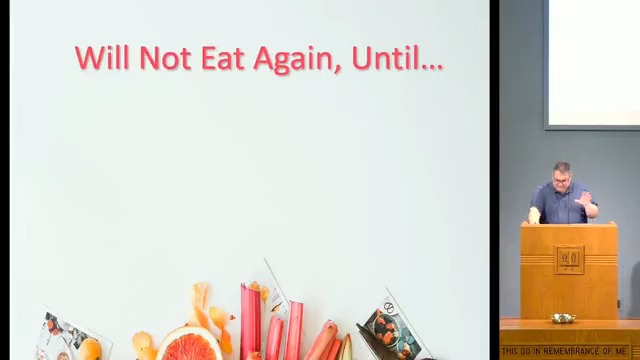 Will Not Eat Again, Until…
THIS DO IN REMEMBRANCE OF ME